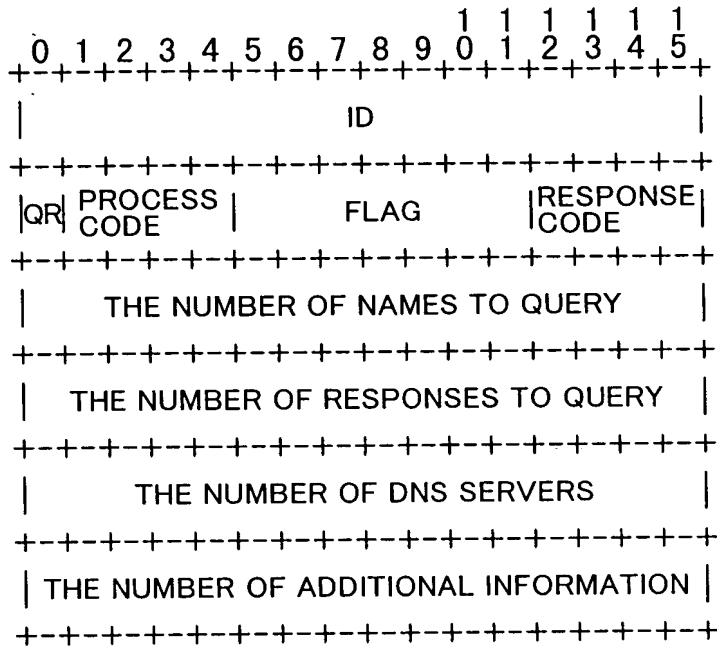 1 1 1 1 1 1
0 1 2 3 4 5 6 7 8 9 0 1 2 3 4 5
+-+-+-+-+-+-+-+-+-+-+-+-+-+-+-+-+
| ID |
+-+-+-+-+-+-+-+-+-+-+-+-+-+-+-+-+
|QR| PROCESS CODE | FLAG |RESPONSE CODE |
+-+-+-+-+-+-+-+-+-+-+-+-+-+-+-+-+
| THE NUMBER OF NAMES TO QUERY |
+-+-+-+-+-+-+-+-+-+-+-+-+-+-+-+-+
| THE NUMBER OF RESPONSES TO QUERY |
+-+-+-+-+-+-+-+-+-+-+-+-+-+-+-+-+
| THE NUMBER OF DNS SERVERS |
+-+-+-+-+-+-+-+-+-+-+-+-+-+-+-+-+
| THE NUMBER OF ADDITIONAL INFORMATION |
+-+-+-+-+-+-+-+-+-+-+-+-+-+-+-+-+